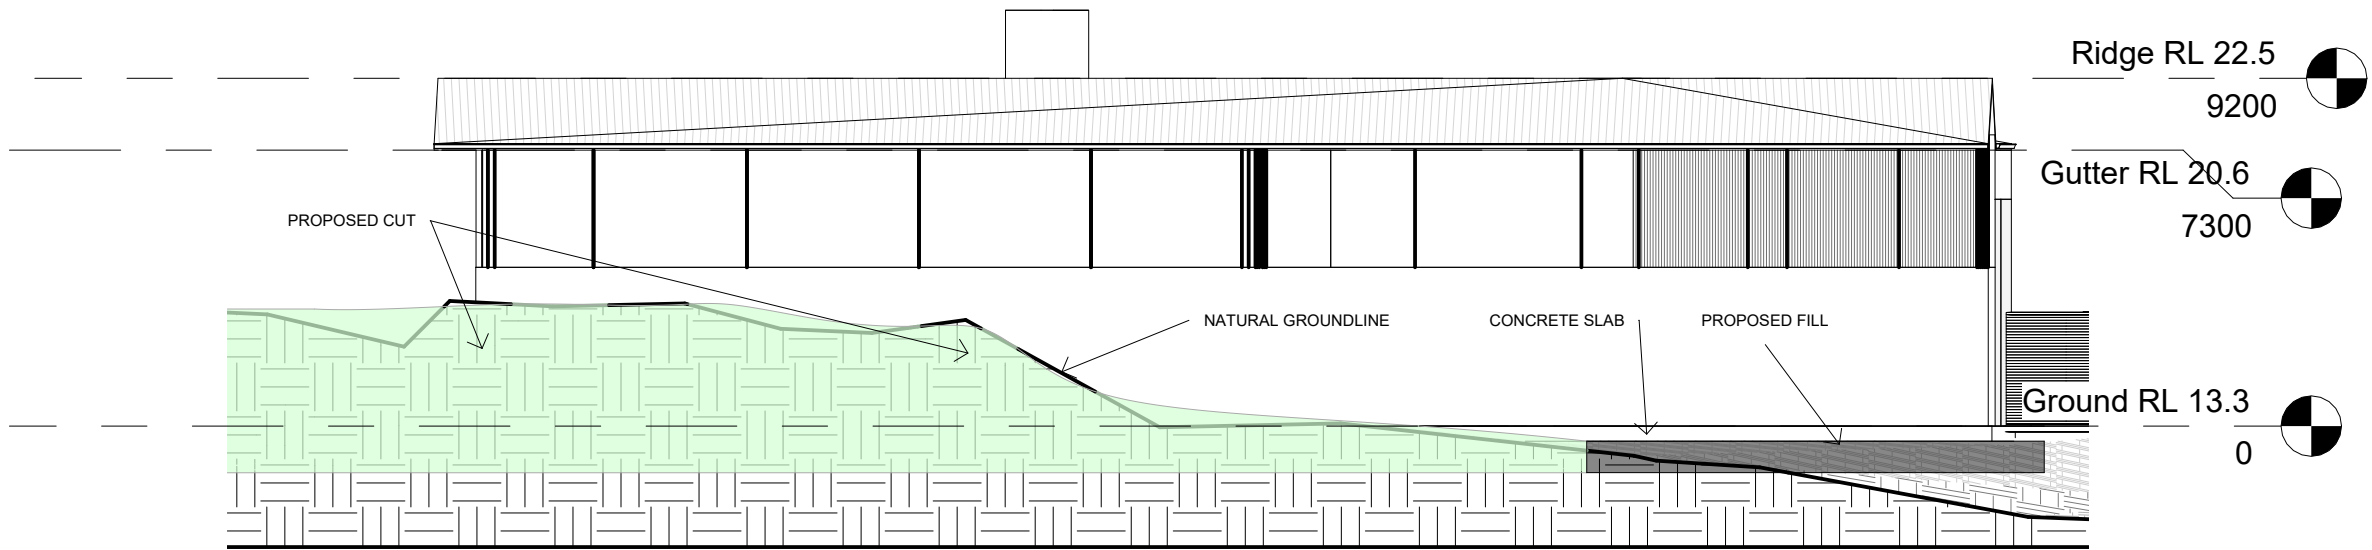 Ridge RL 22.5
9200
Gutter RL 20.6
7300
PROPOSED CUT
NATURAL GROUNDLINE
CONCRETE SLAB
PROPOSED FILL
Ground RL 13.3
0